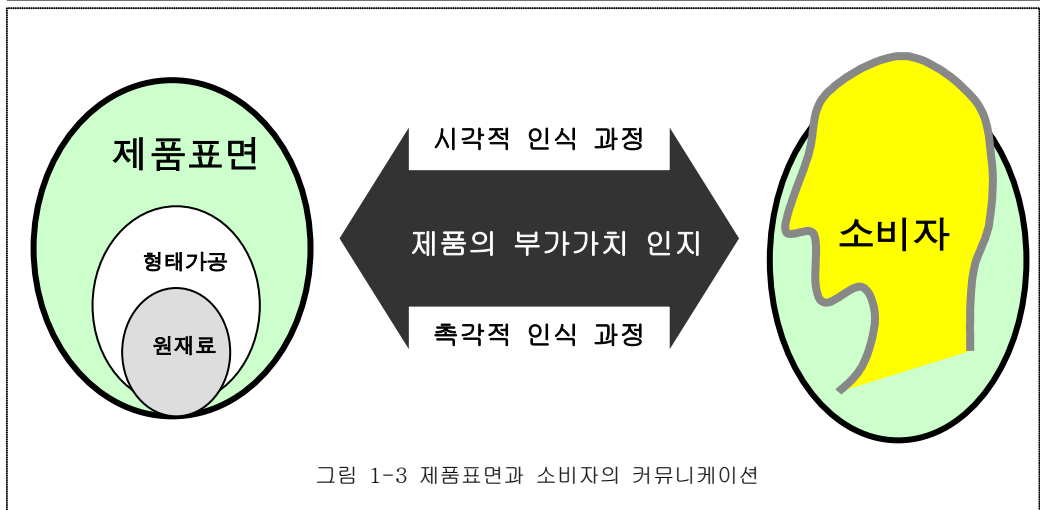 제품표면
형태가공
원재료
시각적 인식 과정
제품의 부가가치 인지
촉각적 인식 과정
소비자
그림 1-3 제품표면과 소비자의 커뮤니케이션